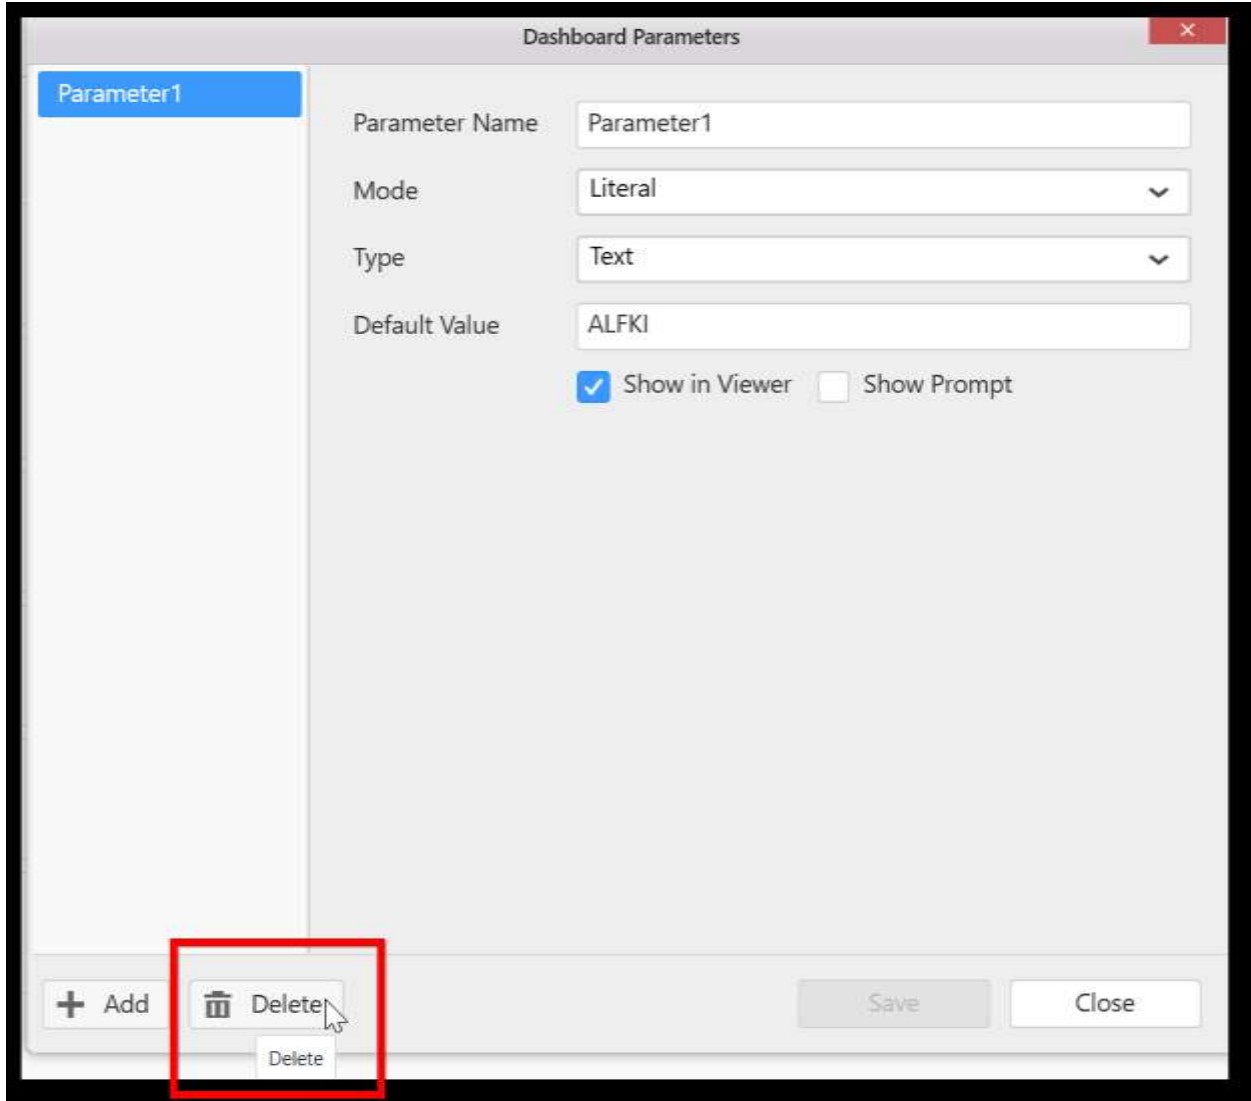 Dashboard Parameters
Parameter1
Parameter Name Parameter1
Mode Literal
Type Text
Default Value ALFKI
Show in Viewer Show Prompt
Add Delete Save Close
Delete